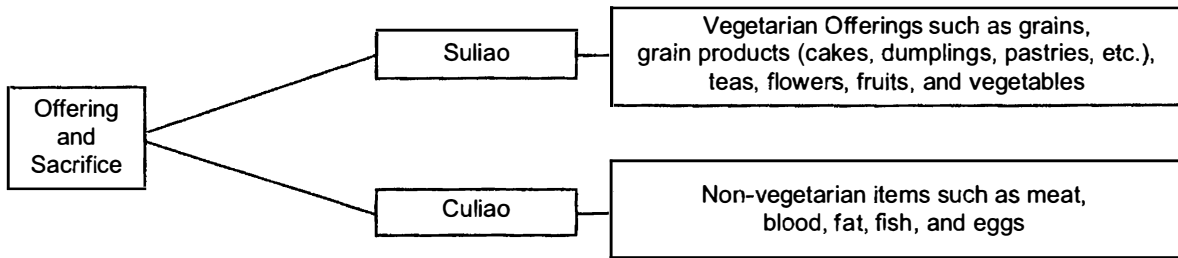 Offering
and
Sacrifice
Suliao
Vegetarian Offerings such as grains,
grain products (cakes, dumplings, pastries, etc.),
teas, flowers, fruits, and vegetables
Culiao
Non-vegetarian items such as meat,
blood, fat, fish, and eggs